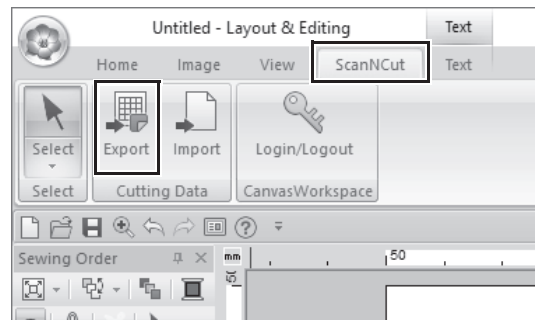 Untitled - Layout & Editing Text
Home Image View ScanNCut Text
Select Export Import Login/Logout
Select Cutting Data CanvasWorkspace
Sewing Order mm 50
50